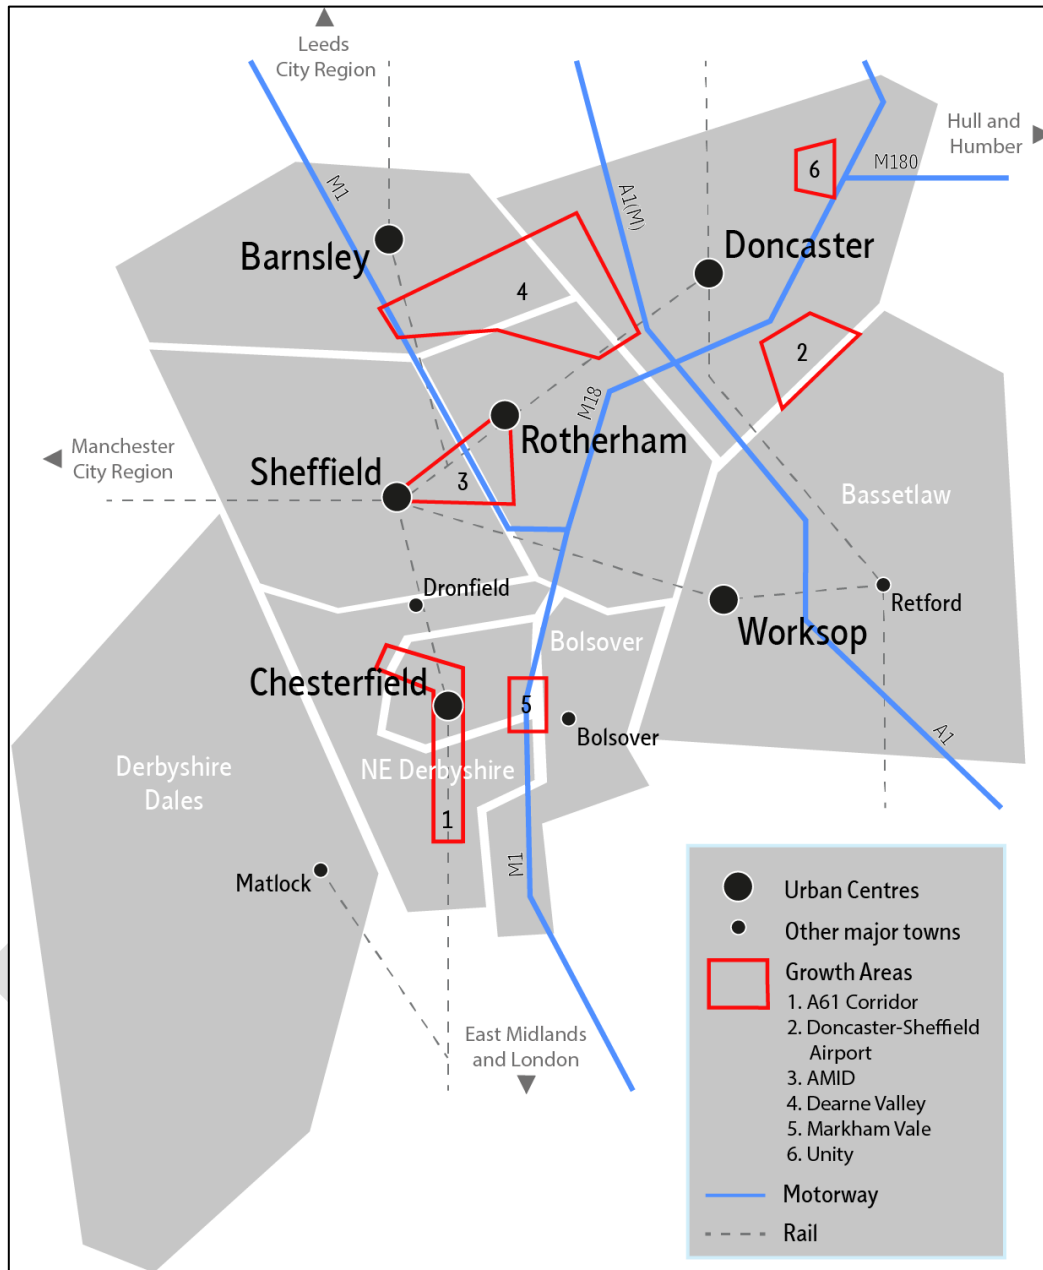 Leeds
City Region
Hull and
Humber
M180
M1
A1(M)
6
Barnsley
Doncaster
4
2
M18
Manchester
City Region
Rotherham
Sheffield
3
Bassetlaw
Dronfield
Retford
Worksop
Bolsover
Chesterfield
5
Bolsover
A1
Derbyshire
Dales
NE Derbyshire
1
M1
Matlock
East Midlands
and London
Urban Centres
Other major towns
Growth Areas
1. A61 Corridor
2. Doncaster-Sheffield
Airport
3. AMID
4. Dearne Valley
5. Markham Vale
6. Unity
Motorway
Rail